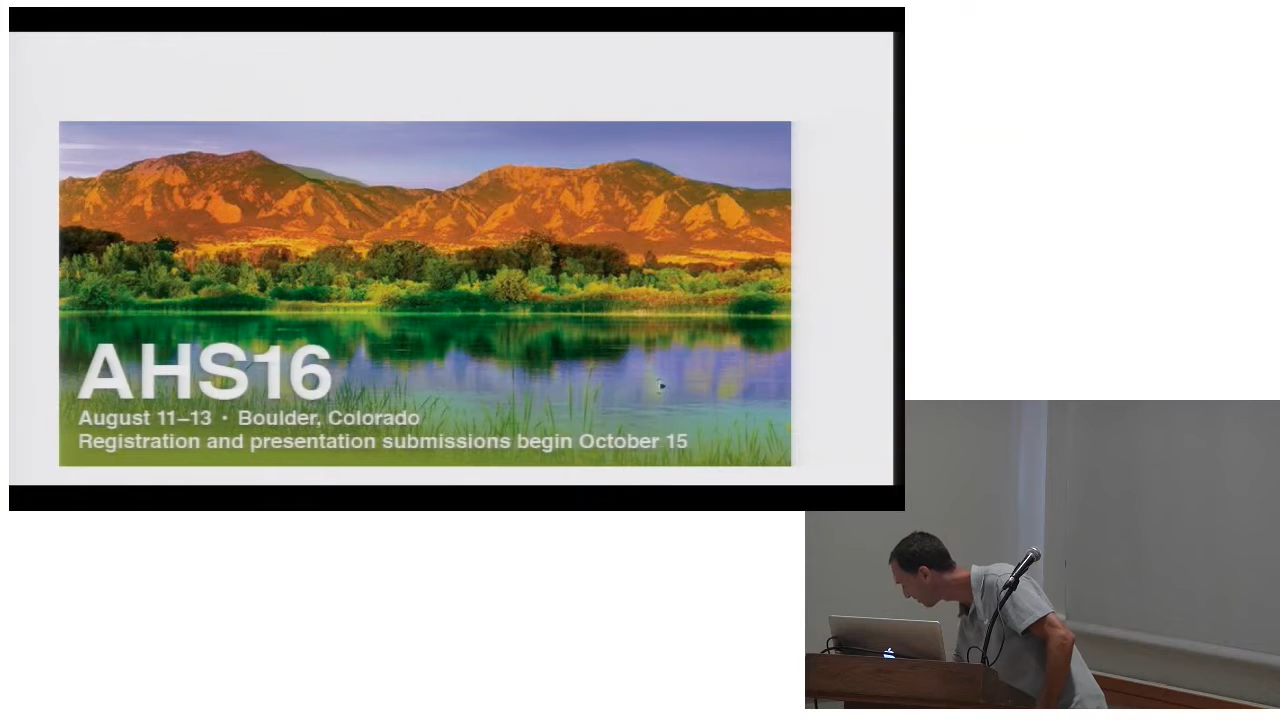 AHS16
August 11–13 · Boulder, Colorado
Registration and presentation submissions begin October 15